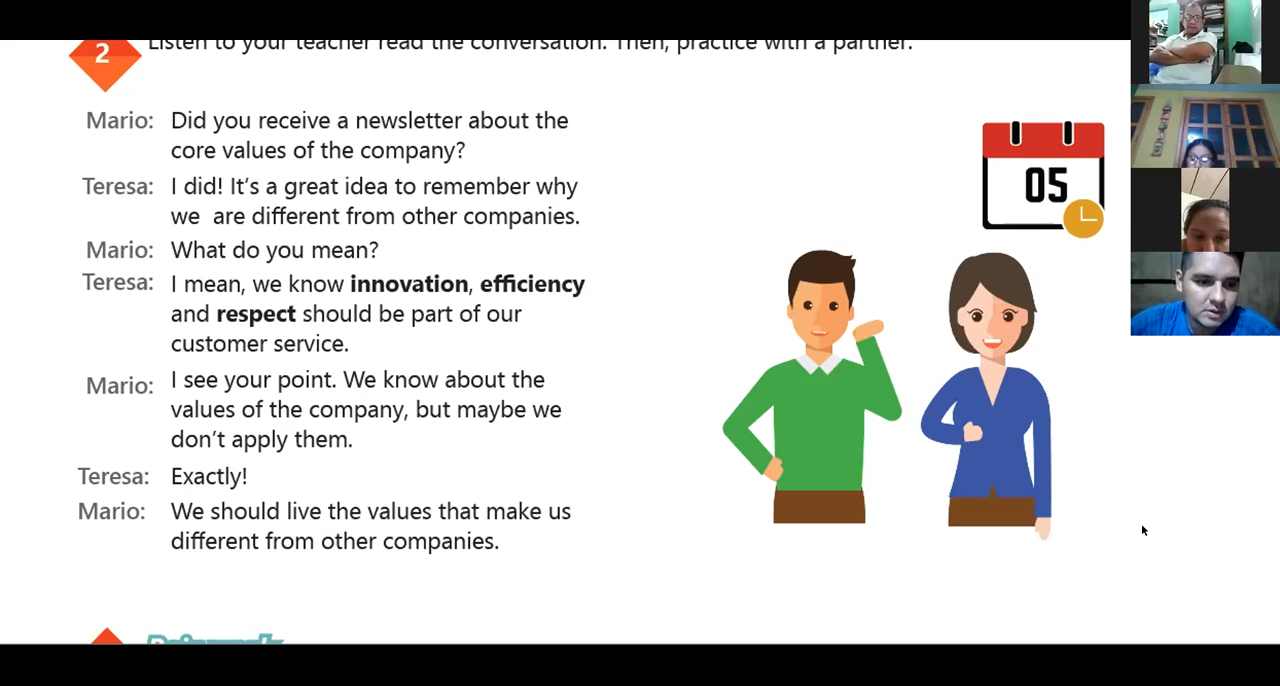 2
Listen to your teacher read the conversation. Then, practice with a partner.
Mario: Did you receive a newsletter about the
core values of the company?
Teresa: I did! It's a great idea to remember why
we are different from other companies.
Mario: What do you mean?
Teresa: I mean, we know innovation, efficiency
and respect should be part of our
customer service.
Mario: I see your point. We know about the
values of the company, but maybe we
don't apply them.
Teresa: Exactly!
Mario: We should live the values that make us
different from other companies.
05